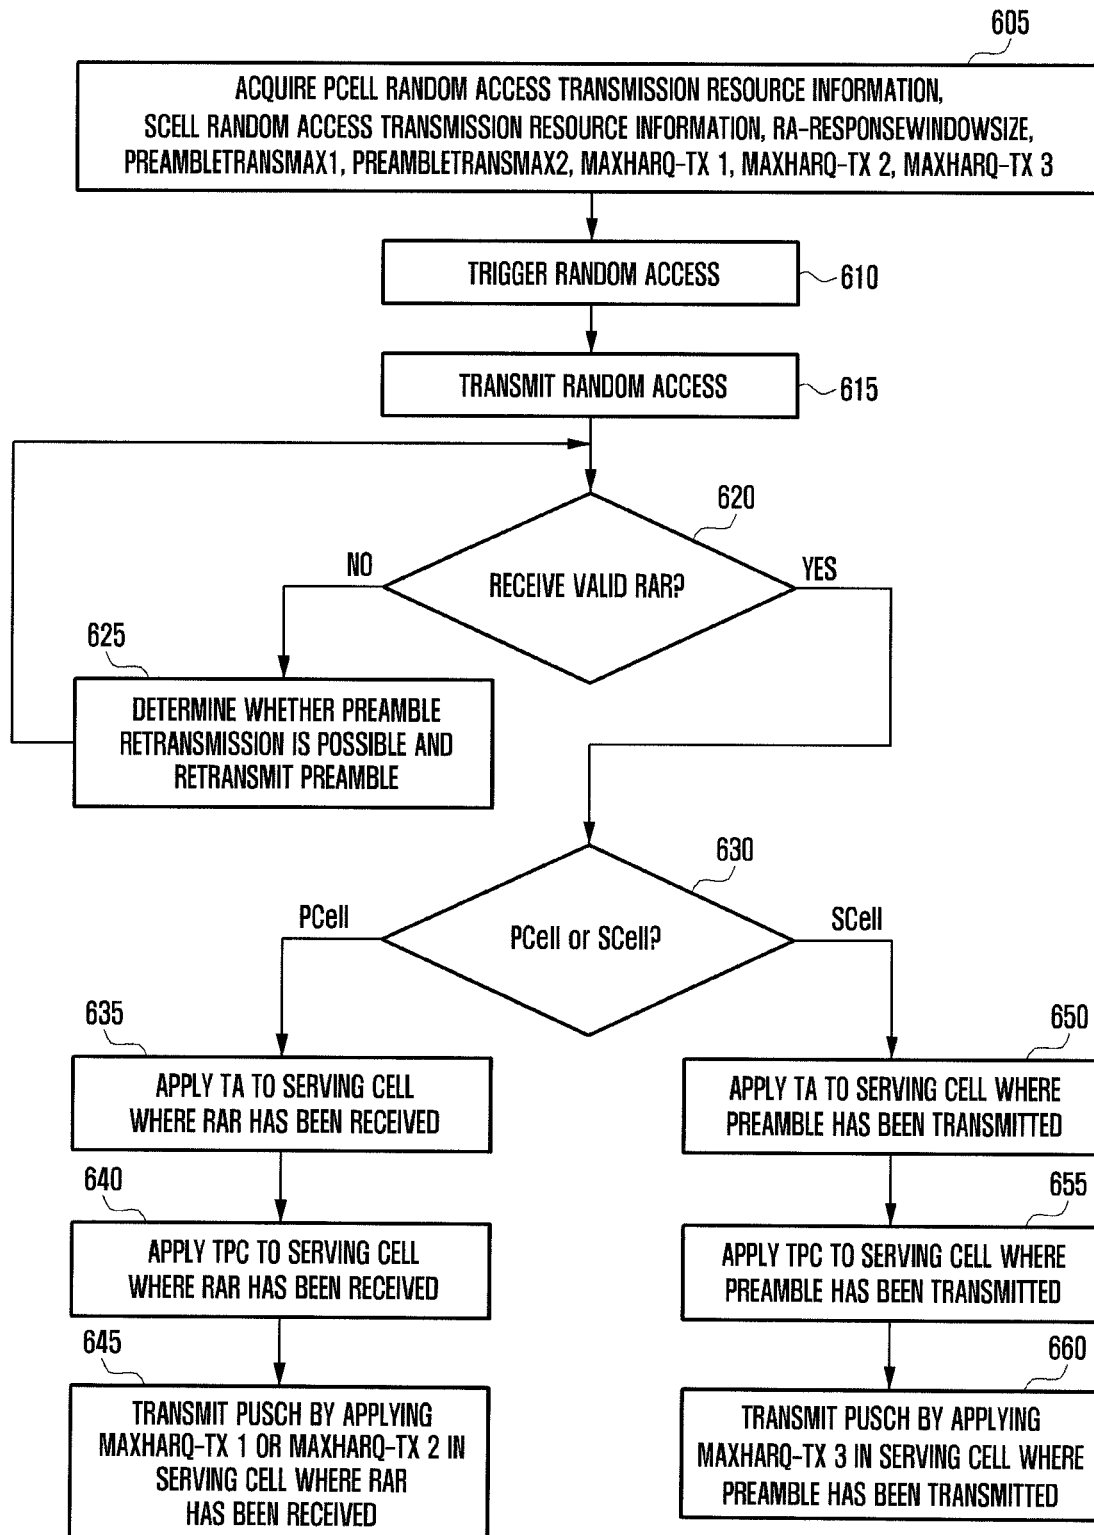 605
ACQUIRE PCELL RANDOM ACCESS TRANSMISSION RESOURCE INFORMATION,
SCELL RANDOM ACCESS TRANSMISSION RESOURCE INFORMATION, RA-RESPONSEWINDOWSIZE,
PREAMBLETRANSMAX1, PREAMBLETRANSMAX2, MAXHARQ-TX 1, MAXHARQ-TX 2, MAXHARQ-TX 3
TRIGGER RANDOM ACCESS
610
TRANSMIT RANDOM ACCESS
615
620
NO
RECEIVE VALID RAR?
YES
625
DETERMINE WHETHER PREAMBLE
RETRANSMISSION IS POSSIBLE AND
RETRANSMIT PREAMBLE
630
PCell
PCell or SCell?
SCell
635
APPLY TA TO SERVING CELL
WHERE RAR HAS BEEN RECEIVED
650
APPLY TA TO SERVING CELL WHERE
PREAMBLE HAS BEEN TRANSMITTED
640
APPLY TPC TO SERVING CELL
WHERE RAR HAS BEEN RECEIVED
655
APPLY TPC TO SERVING CELL WHERE
PREAMBLE HAS BEEN TRANSMITTED
645
TRANSMIT PUSCH BY APPLYING
MAXHARQ-TX 1 OR MAXHARQ-TX 2 IN
SERVING CELL WHERE RAR
HAS BEEN RECEIVED
660
TRANSMIT PUSCH BY APPLYING
MAXHARQ-TX 3 IN SERVING CELL WHERE
PREAMBLE HAS BEEN TRANSMITTED